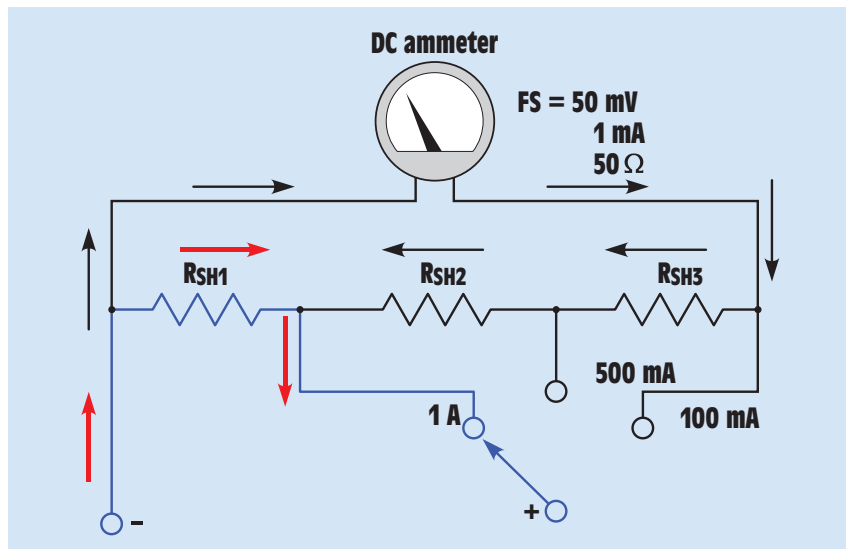 DC ammeter
FS = 50 mV
1 mA
50 Ω
RSH1
RSH2
RSH3
500 mA
1 A
100 mA
+
-